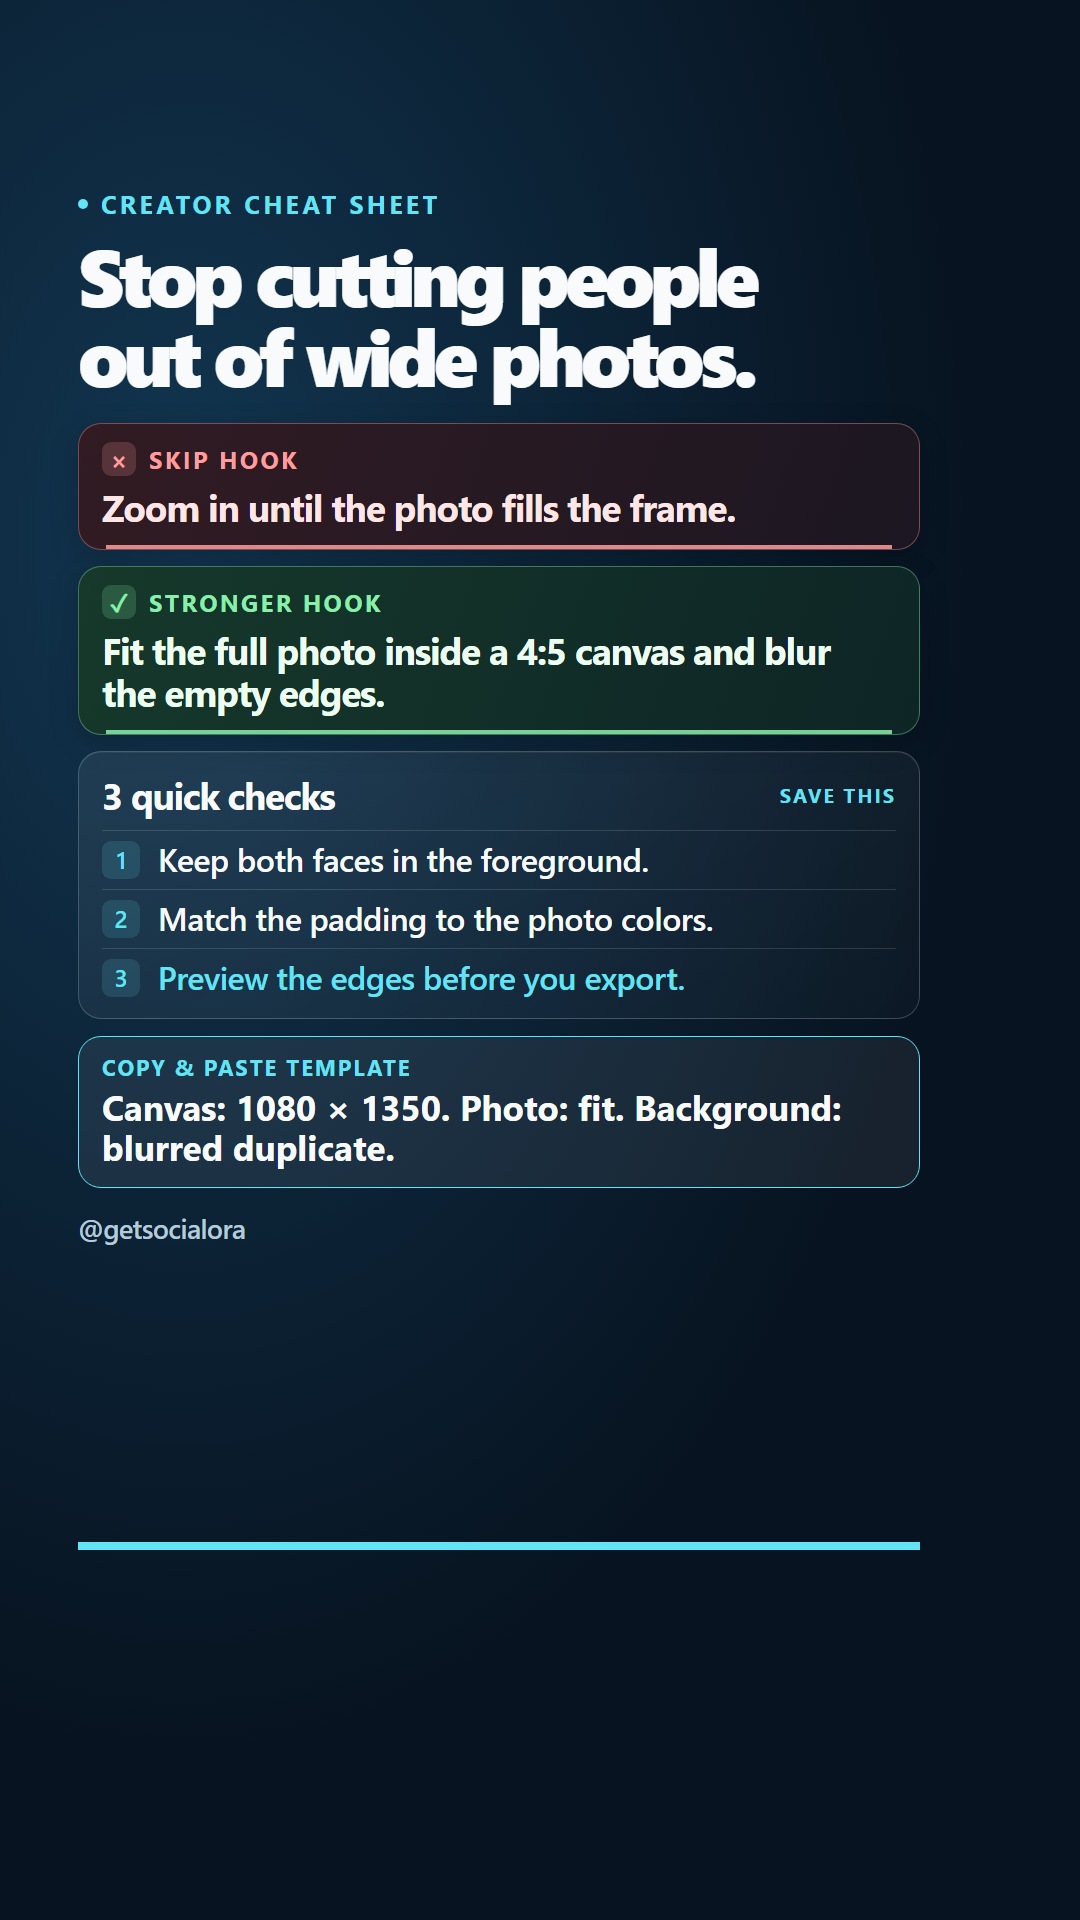 • CREATOR CHEAT SHEET
Stop cutting people
out of wide photos.
× SKIP HOOK
Zoom in until the photo fills the frame.
✓ STRONGER HOOK
Fit the full photo inside a 4:5 canvas and blur
the empty edges.
3 quick checks SAVE THIS
1 Keep both faces in the foreground.
2 Match the padding to the photo colors.
3 Preview the edges before you export.
COPY & PASTE TEMPLATE
Canvas: 1080 × 1350. Photo: fit. Background:
blurred duplicate.
@getsocialora